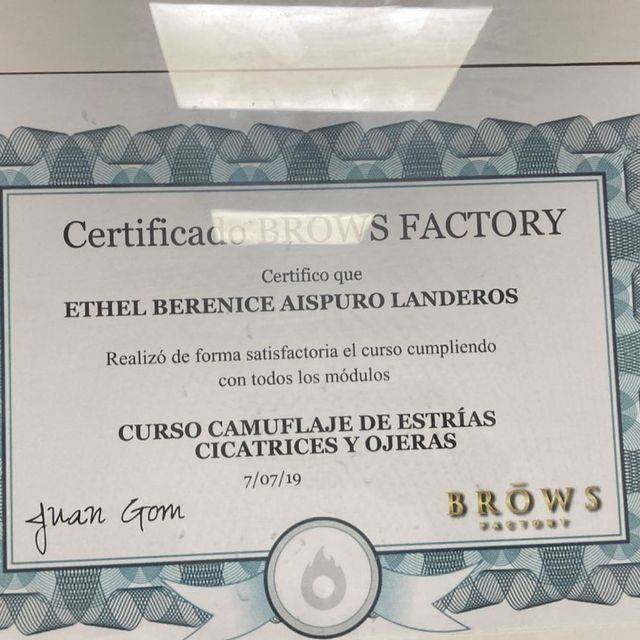 Certificado: BROWS FACTORY
Certifico que
ETHEL BERENICE AISPURO LANDEROS
Realizó de forma satisfactoria el curso cumpliendo
con todos los módulos
CURSO CAMUFLAJE DE ESTRÍAS
CICATRICES Y OJERAS
7/07/19
Juan Gom
BRŌWS
FACTORY